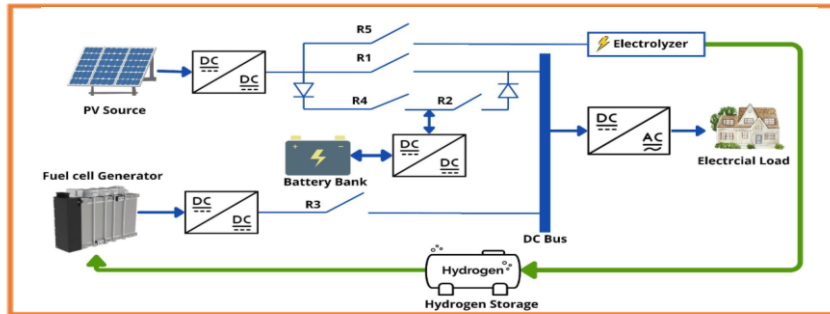 R5
Electrolyzer
R1
DC
DC
PV Source
R4
R2
DC
AC
DC
DC
Battery Bank
Electrcial Load
Fuel cell Generator
DC
DC
R3
DC Bus
Hydrogen
Hydrogen Storage